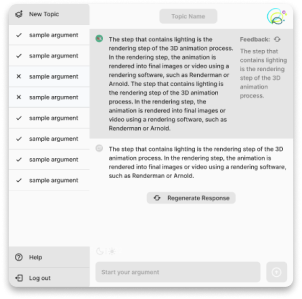 New Topic
Topic Name
sample argument
sample argument
sample argument
sample argument
sample argument
sample argument
sample argument
sample argument
The step that contains lighting is the
rendering step of the 3D animation process.
In the rendering step, the animation is
rendered into final images or video using a
rendering software, such as Renderman or
Arnold. The step that contains lighting is
the rendering step of the 3D animation
process. In the rendering step, the
animation is rendered into final images or
video using a rendering software, such as
Renderman or Arnold.
Feedback:
The step that
contains lighting
is the rendering
step of the 3D
animation
process.
The step that contains lighting is the rendering step of the 3D
animation process. In the rendering step, the animation is
rendered into final images or video using a rendering software,
such as Renderman or Arnold.
Regenerate Response
Help
Log out
Start your argument